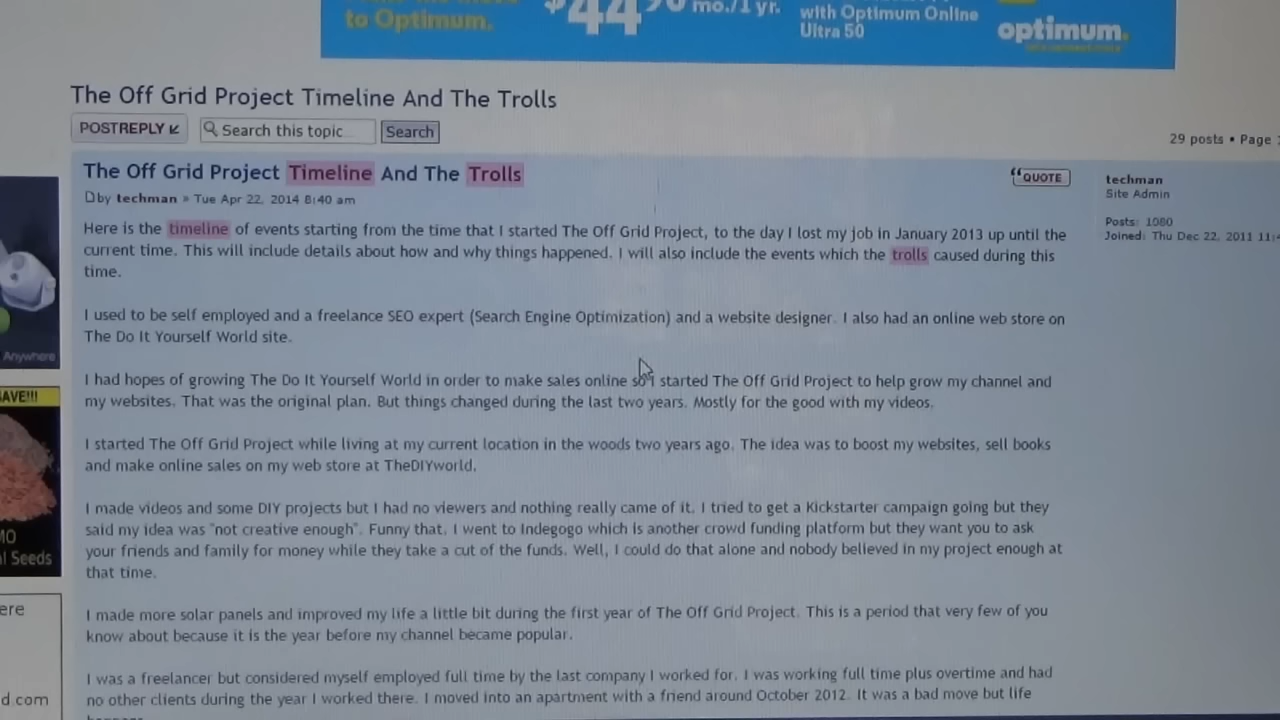 to Optimum.
$44
mo./1 yr.
with Optimum Online
Ultra 50
optimum.
The Off Grid Project Timeline And The Trolls
POSTREPLY
Search this topic...
Search
29 posts • Page
The Off Grid Project Timeline And The Trolls
by techman » Tue Apr 22, 2014 8:40 am
"QUOTE
techman
Site Admin
Posts: 1080
Joined: Thu Dec 22, 2011 11:
Here is the timeline of events starting from the time that I started The Off Grid Project, to the day I lost my job in January 2013 up until the
current time. This will include details about how and why things happened. I will also include the events which the trolls caused during this
time.
I used to be self employed and a freelance SEO expert (Search Engine Optimization) and a website designer. I also had an online web store on
The Do It Yourself World site.
I had hopes of growing The Do It Yourself World in order to make sales online so I started The Off Grid Project to help grow my channel and
my websites. That was the original plan. But things changed during the last two years. Mostly for the good with my videos.
I started The Off Grid Project while living at my current location in the woods two years ago. The idea was to boost my websites, sell books
and make online sales on my web store at TheDIYworld.
I made videos and some DIY projects but I had no viewers and nothing really came of it. I tried to get a Kickstarter campaign going but they
said my idea was "not creative enough". Funny that. I went to Indegogo which is another crowd funding platform but they want you to ask
your friends and family for money while they take a cut of the funds. Well, I could do that alone and nobody believed in my project enough at
that time.
I made more solar panels and improved my life a little bit during the first year of The Off Grid Project. This is a period that very few of you
know about because it is the year before my channel became popular.
I was a freelancer but considered myself employed full time by the last company I worked for. I was working full time plus overtime and had
no other clients during the year I worked there. I moved into an apartment with a friend around October 2012. It was a bad move but life
Anywhere
AVE!!!
MO
l Seeds
ere
d.com